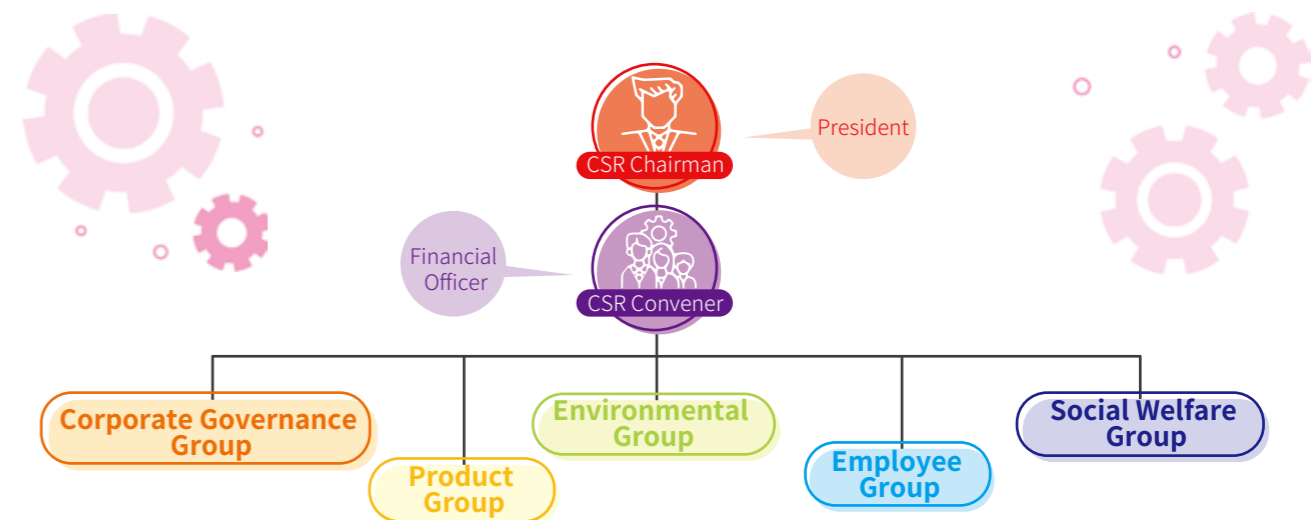 President
CSR Chairman
Financial
Officer
CSR Convener
Corporate Governance
Group
Product
Group
Environmental
Group
Employee
Group
Social Welfare
Group